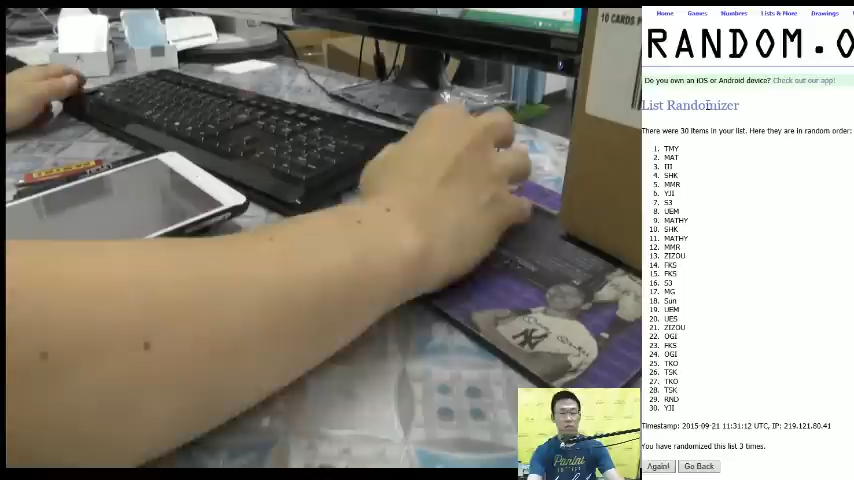 10 CARDS P
Home Games Numbers Lists & More Drawings
RANDOM.O
Do you own an iOS or Android device? Check out our app!
List Randomizer
There were 30 items in your list. Here they are in random order:
1. TMY
2. MAT
3. III
4. SHK
5. MMR
6. YJI
7. S3
8. UEM
9. MATHY
10. SHK
11. MATHY
12. MMR
13. ZIZOU
14. FKS
15. FKS
16. S3
17. MG
18. Sun
19. UEM
20. UES
21. ZIZOU
22. OGI
23. FKS
24. OGI
25. TKO
26. TSK
27. TKO
28. TSK
29. RND
30. YJI
Timestamp: 2015-09-21 11:31:12 UTC, IP: 219.121.80.41
You have randomized this list 3 times.
Again! Go Back
Panini